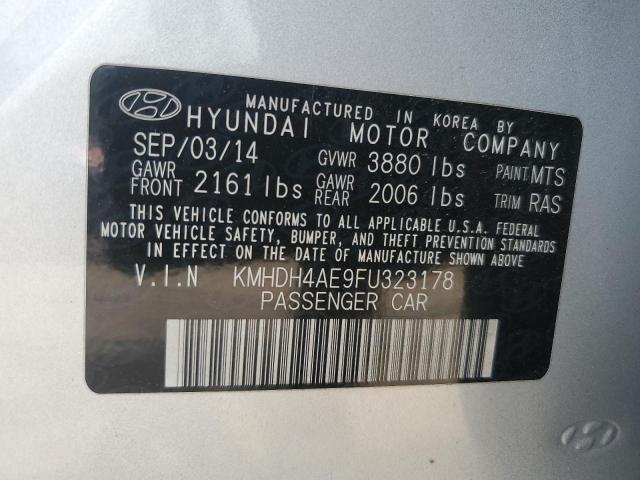 MANUFACTURED IN KOREA BY
HYUNDAI MOTOR COMPANY
SEP/03/14 GVWR 3880 lbs PAINT MTS
GAWR FRONT 2161 lbs GAWR REAR 2006 lbs TRIM RAS
THIS VEHICLE CONFORMS TO ALL APPLICABLE U.S.A. FEDERAL
MOTOR VEHICLE SAFETY, BUMPER, AND THEFT PREVENTION STANDARDS
IN EFFECT ON THE DATE OF MANUFACTURE SHOWN ABOVE
V.I.N KMHDH4AE9FU323178
PASSENGER CAR